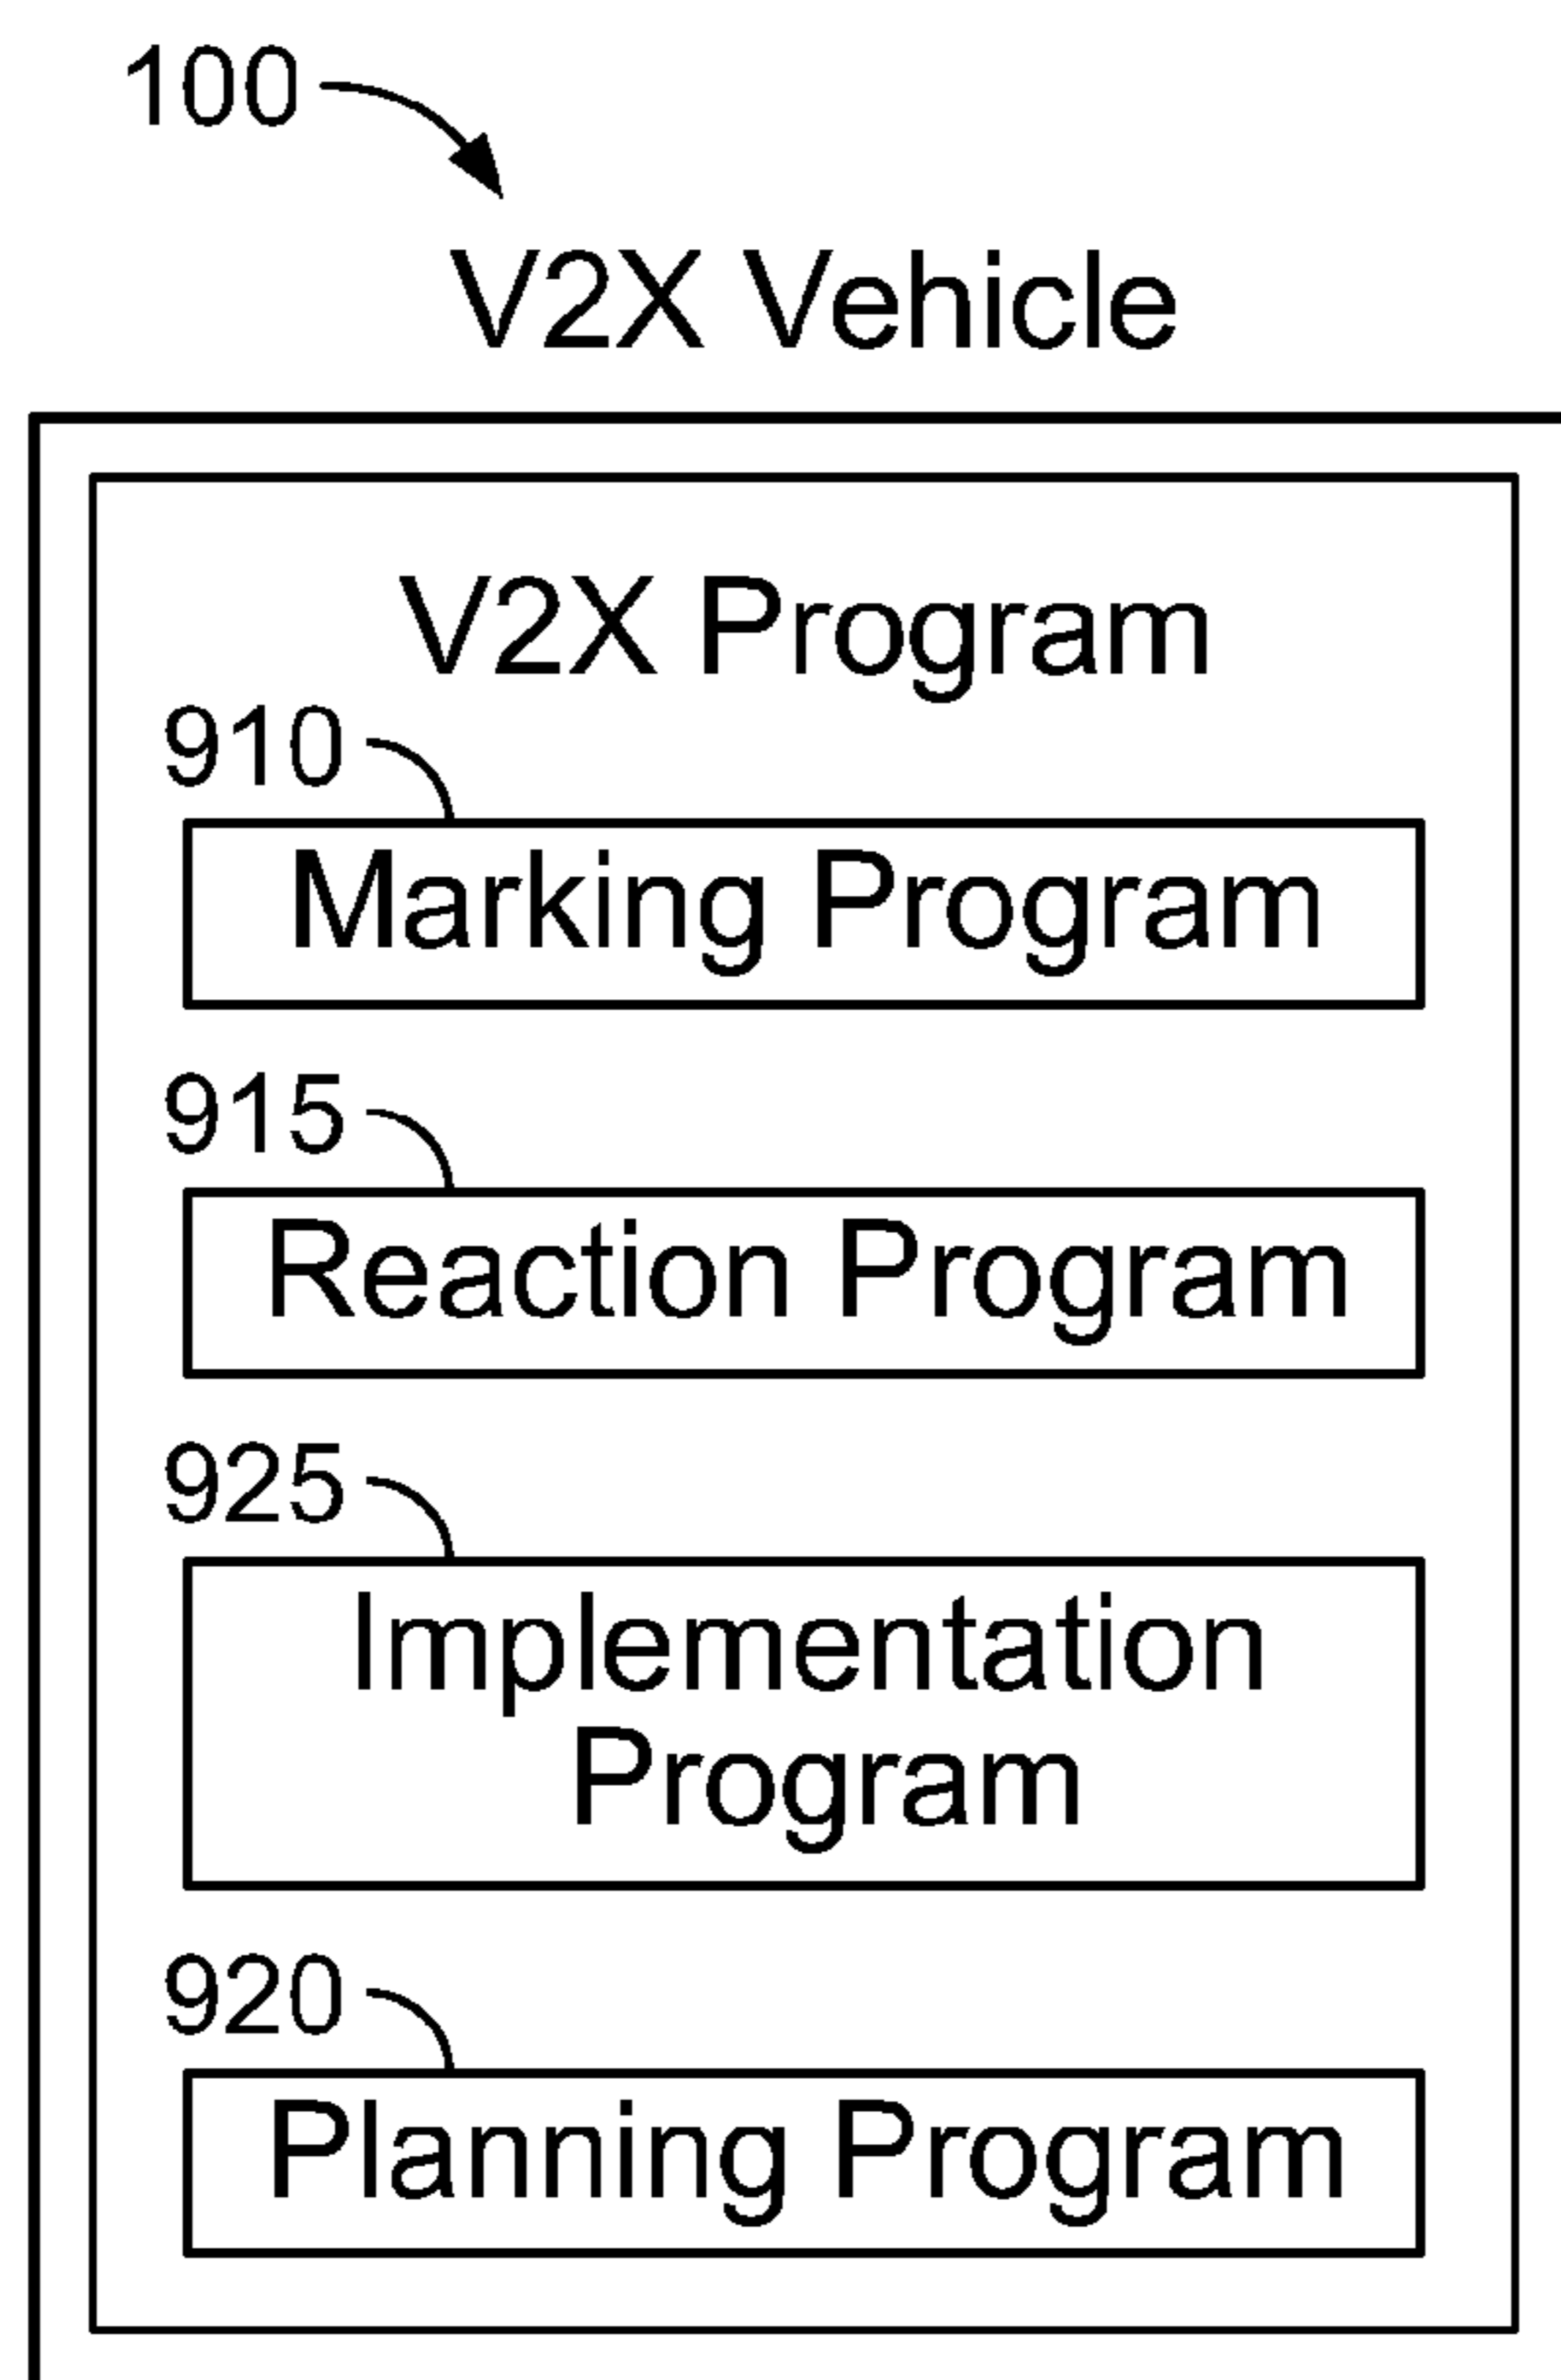 100
V2X Vehicle
V2X Program
910
Marking Program
915
Reaction Program
925
Implementation
Program
920
Planning Program